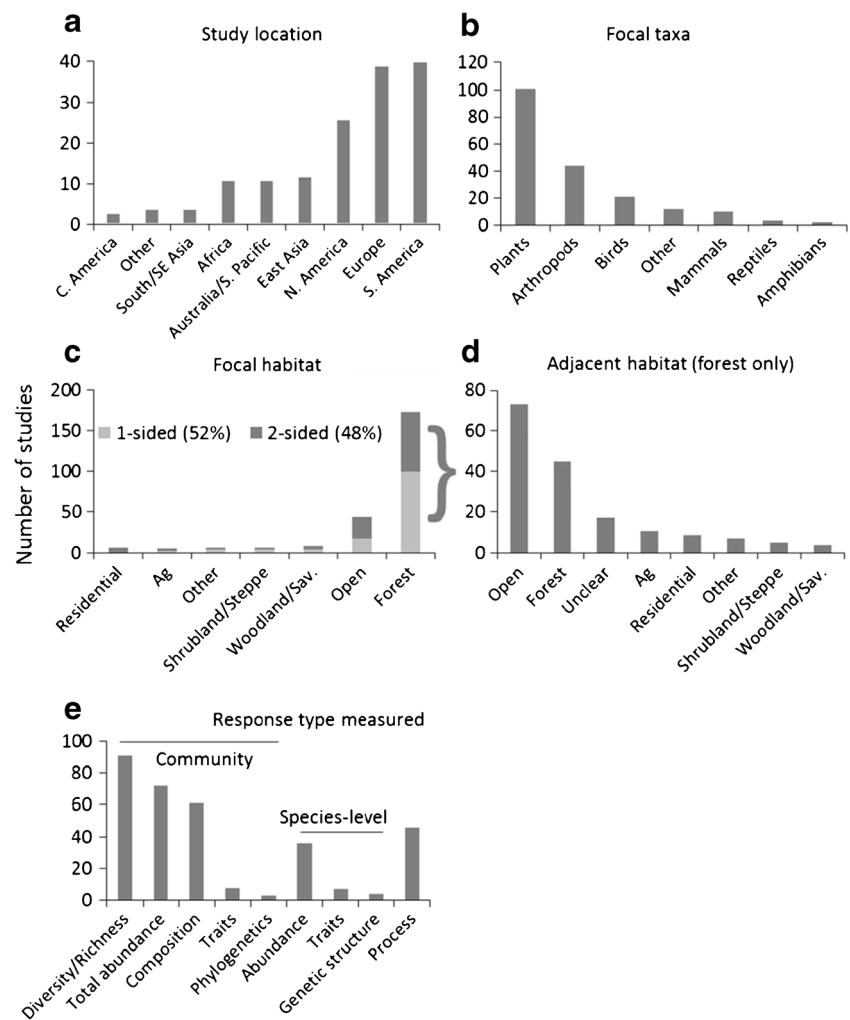 a
Study location
40
30
20
10
0
C. America
Other
South/SE Asia
Africa
Australia/S. Pacific
East Asia
N. America
Europe
S. America
b
Focal taxa
120
100
80
60
40
20
0
Plants
Arthropods
Birds
Other
Mammals
Reptiles
Amphibians
Number of studies
c
Focal habitat
200
150
100
50
0
1-sided (52%)
2-sided (48%)
Residential
Ag
Other
Shrubland/Steppe
Woodland/Sav.
Open
Forest
d
Adjacent habitat (forest only)
80
60
40
20
0
Open
Forest
Unclear
Ag
Residential
Other
Shrubland/Steppe
Woodland/Sav.
e
Response type measured
100
80
60
40
20
0
Community
Species-level
Diversity/Richness
Total abundance
Composition
Traits
Phylogenetics
Abundance
Traits
Genetic structure
Process